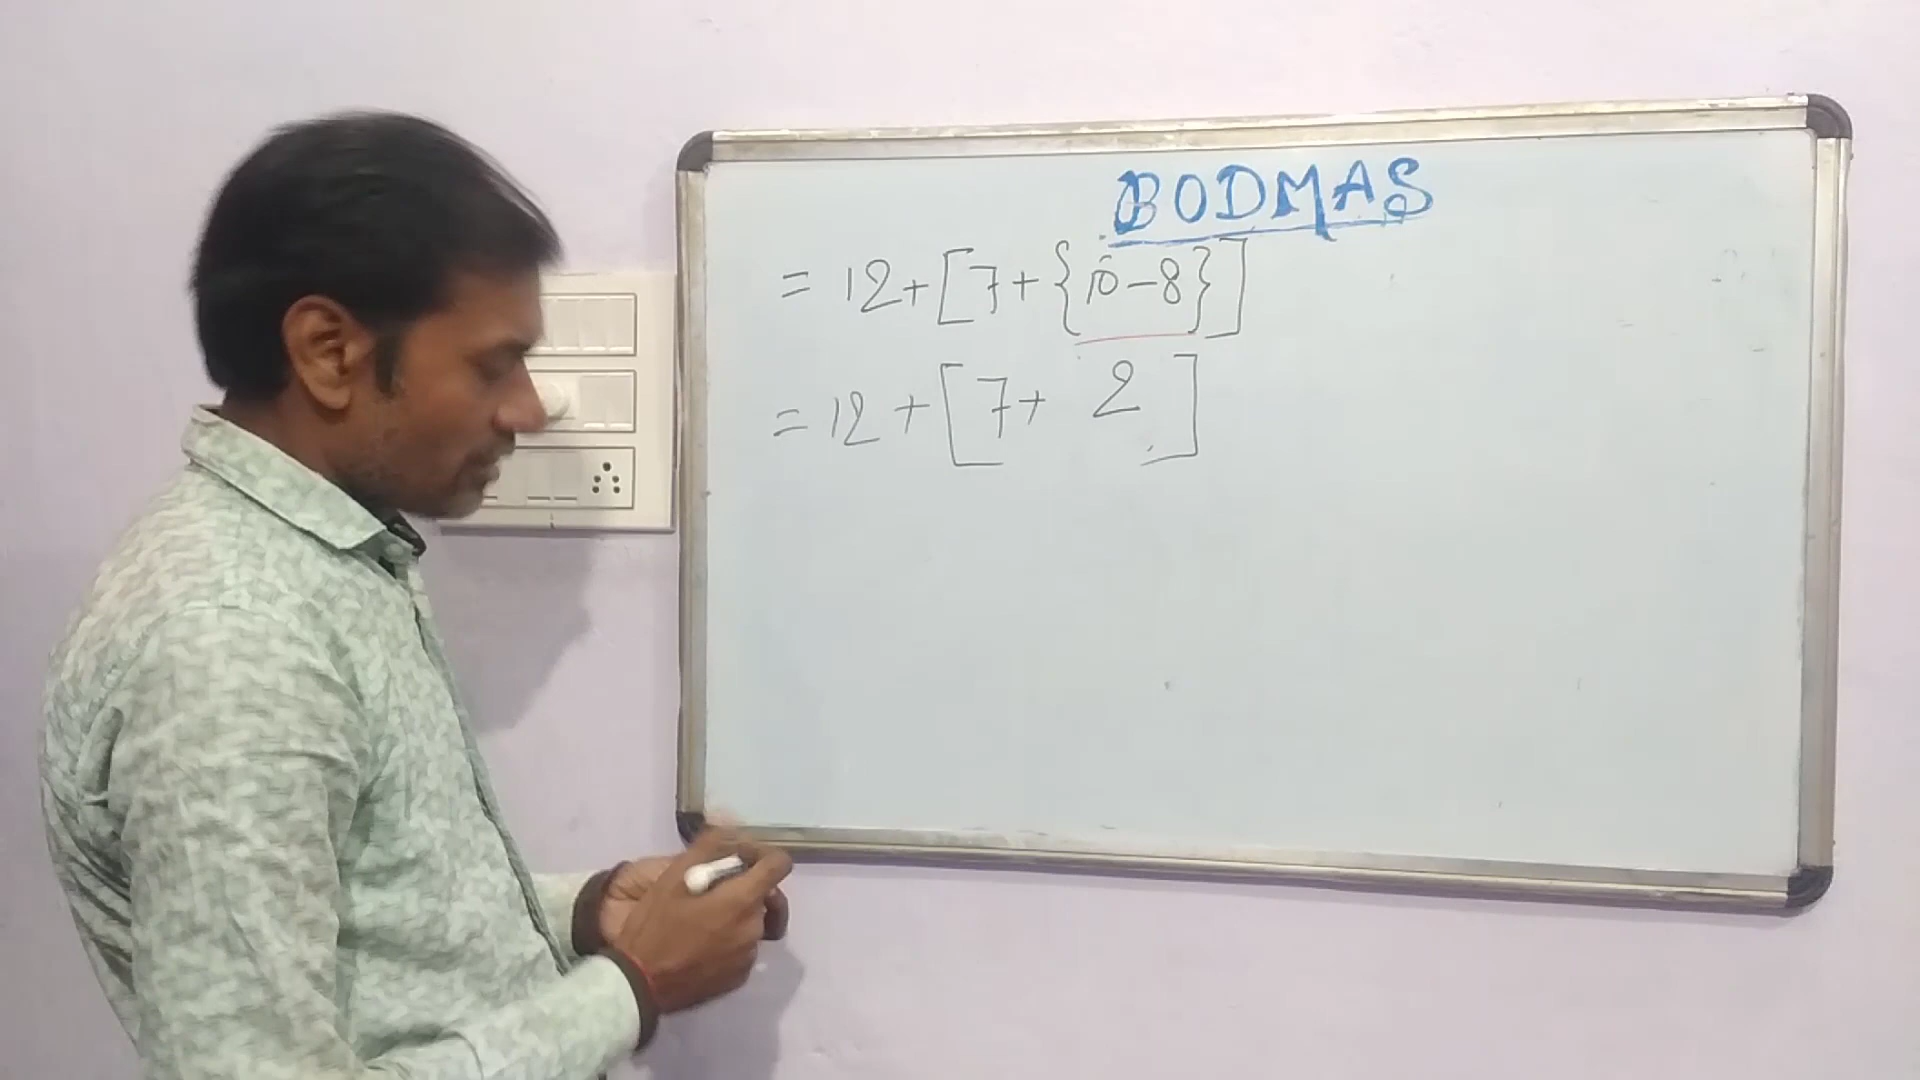 BODMAS
= 12+[7+{10-8}]
=12+[7+ 2 ]